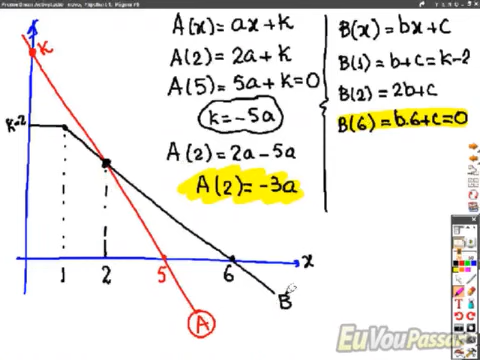 A(x) = ax + k
A(2) = 2a + k
A(5) = 5a + k = 0
k = -5a
A(2) = 2a - 5a
A(2) = -3a
B(x) = bx + c
B(1) = b + c = k - 2
B(2) = 2b + c
B(6) = b.6 + c = 0
K
K-2
1
2
5
6
x
A
B
EuVouPassar